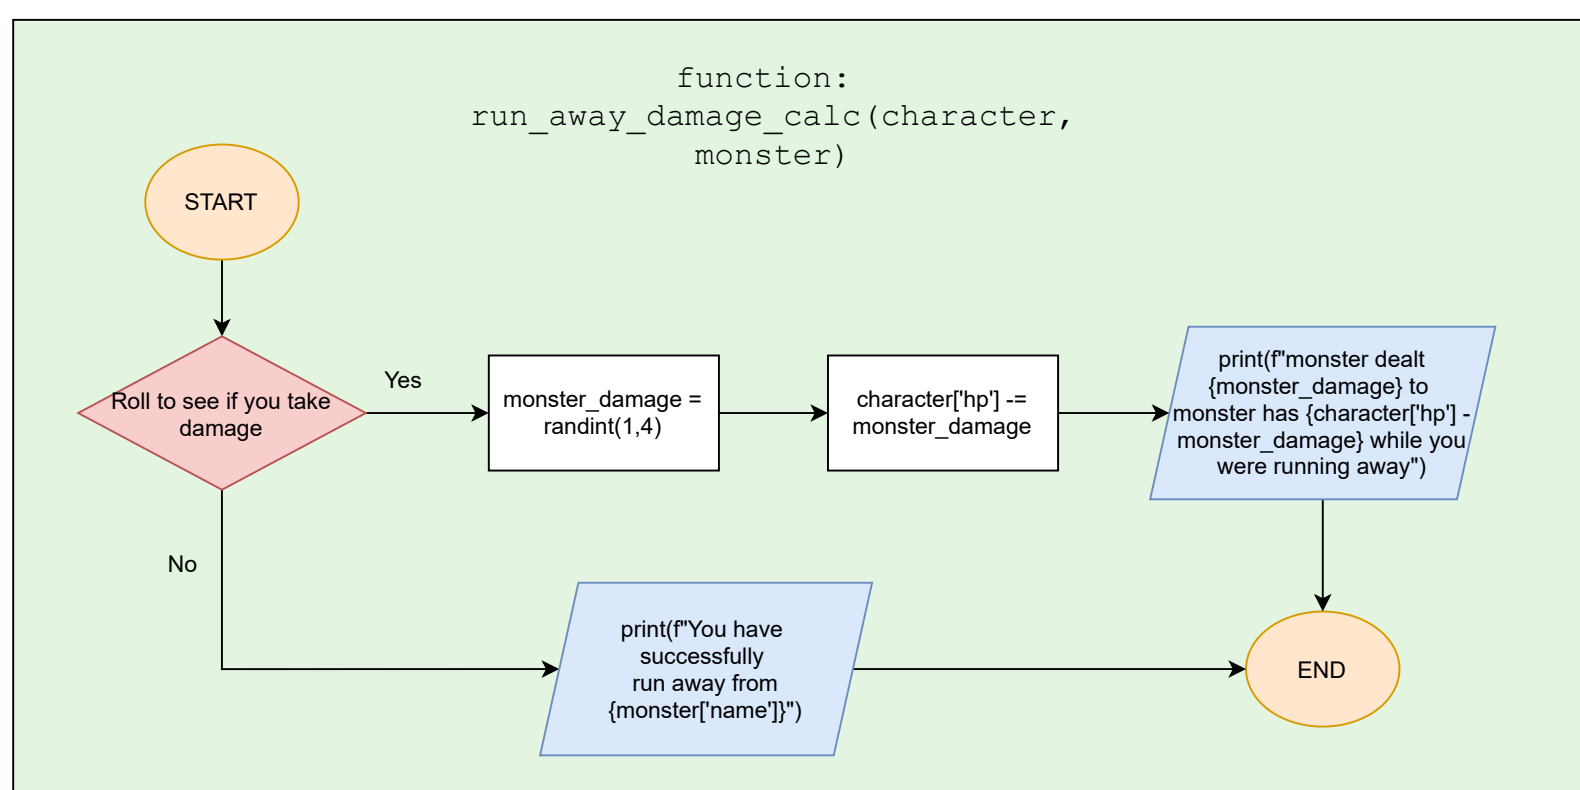 function:
run_away_damage_calc(character,
monster)
START
Roll to see if you take
damage
Yes
monster_damage =
randint(1,4)
character['hp'] -=
monster_damage
print(f"monster dealt
{monster_damage} to
monster has {character['hp'] -
monster_damage} while you
were running away")
No
print(f"You have
successfully
run away from
{monster['name']}")
END